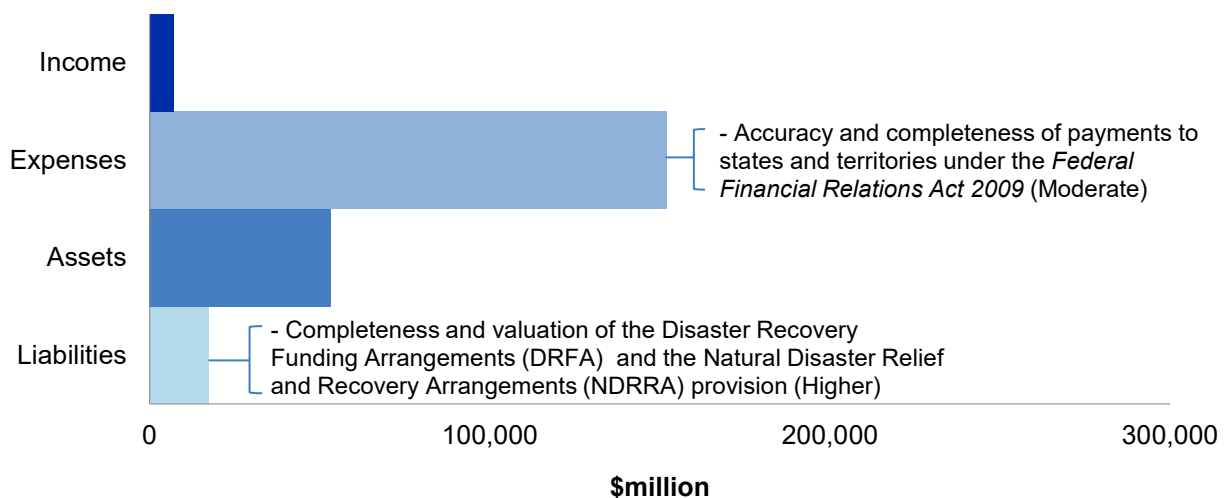 Income
Expenses
- Accuracy and completeness of payments to
states and territories under the Federal
Financial Relations Act 2009 (Moderate)
Assets
Liabilities
- Completeness and valuation of the Disaster Recovery
Funding Arrangements (DRFA) and the Natural Disaster Relief
and Recovery Arrangements (NDRRA) provision (Higher)
0 100,000 200,000 300,000
$million